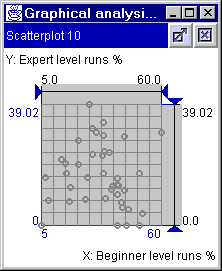 Graphical analysi...
Scatterplot 10
Y: Expert level runs %
5.0 60.0
39.02 39.02
0 0.0
5 60
X: Beginner level runs %